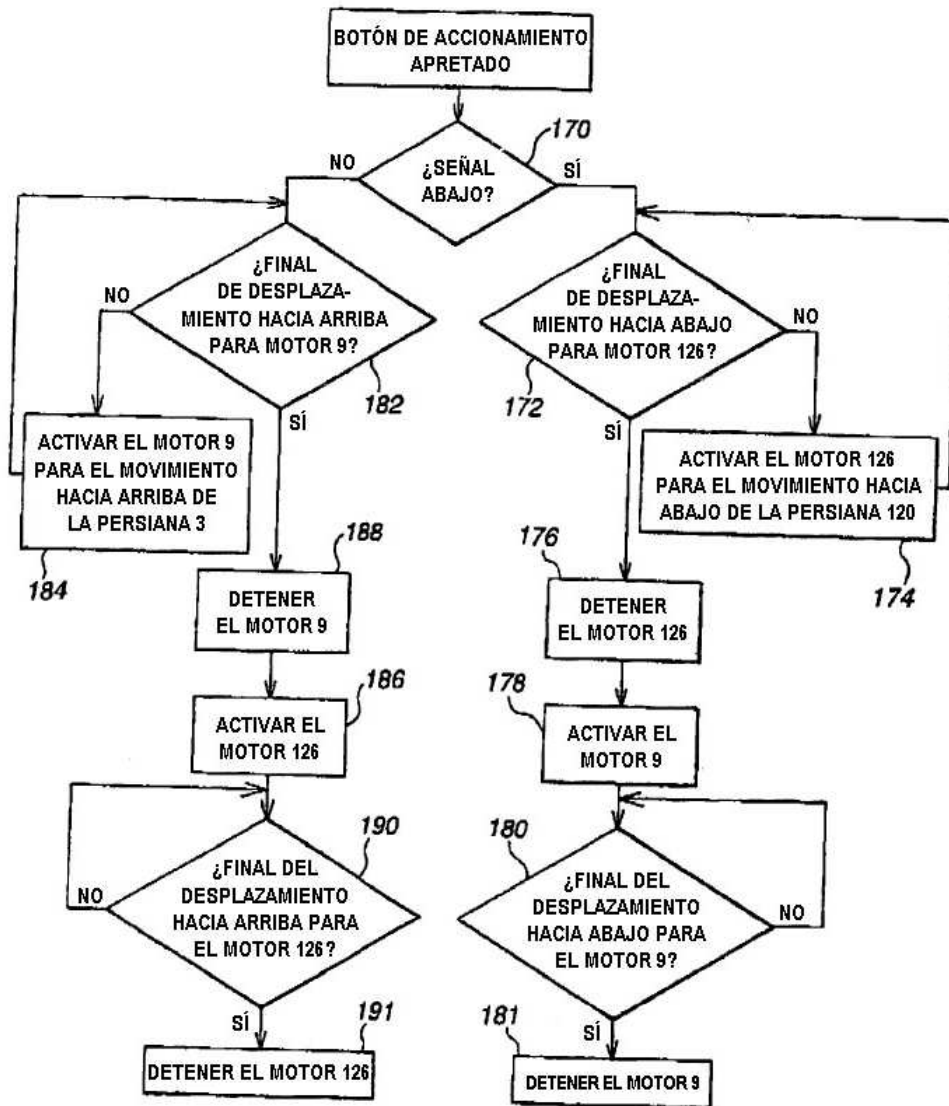 BOTÓN DE ACCIONAMIENTO
APRETADO
170
¿SEÑAL
ABAJO?
NO
SÍ
¿FINAL
DE DESPLAZA-
MIENTO HACIA ARRIBA
PARA MOTOR 9?
NO
182
SÍ
¿FINAL
DE DESPLAZA-
MIENTO HACIA ABAJO
PARA MOTOR 126?
NO
172
SÍ
ACTIVAR EL MOTOR 9
PARA EL MOVIMIENTO
HACIA ARRIBA DE
LA PERSIANA 3
184
ACTIVAR EL MOTOR 126
PARA EL MOVIMIENTO HACIA
ABAJO DE LA PERSIANA 120
174
188
DETENER
EL MOTOR 9
176
DETENER
EL MOTOR 126
186
ACTIVAR EL
MOTOR 126
178
ACTIVAR EL
MOTOR 9
190
¿FINAL DEL
DESPLAZAMIENTO
HACIA ARRIBA PARA
EL MOTOR 126?
NO
SÍ
180
¿FINAL DEL
DESPLAZAMIENTO
HACIA ABAJO PARA
EL MOTOR 9?
NO
SÍ
191
DETENER EL MOTOR 126
181
DETENER EL MOTOR 9